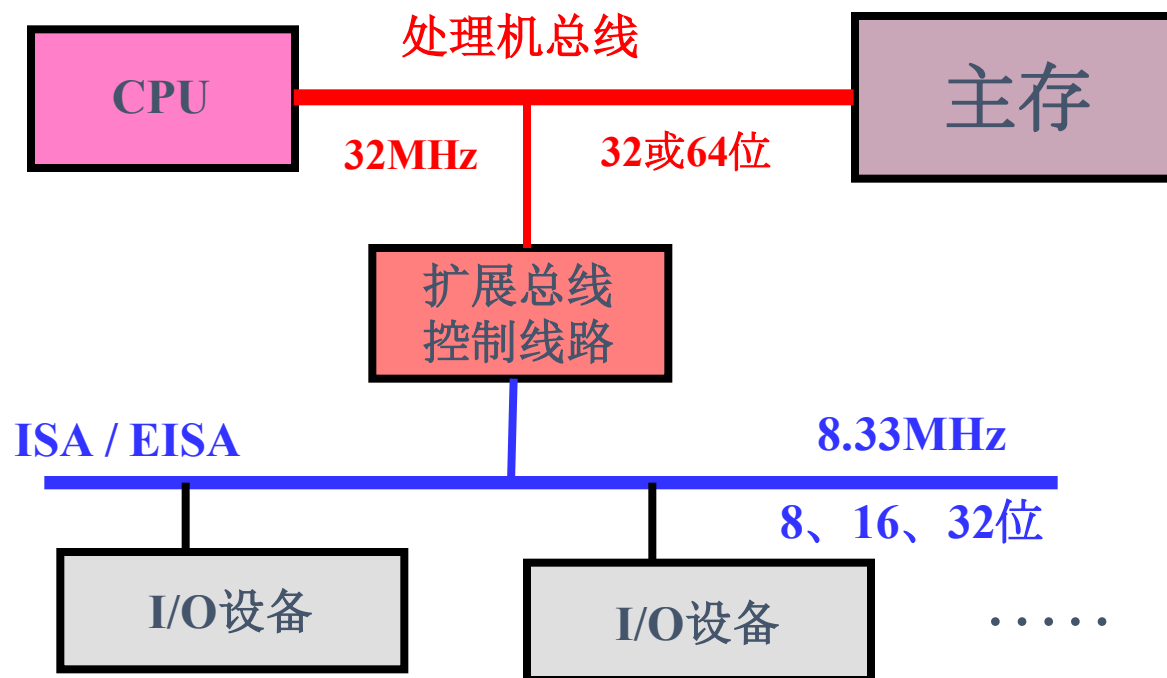 处理机总线
CPU
主存
32MHz
32或64位
扩展总线
控制线路
ISA / EISA
8.33MHz
8、16、32位
I/O设备
I/O设备
·····